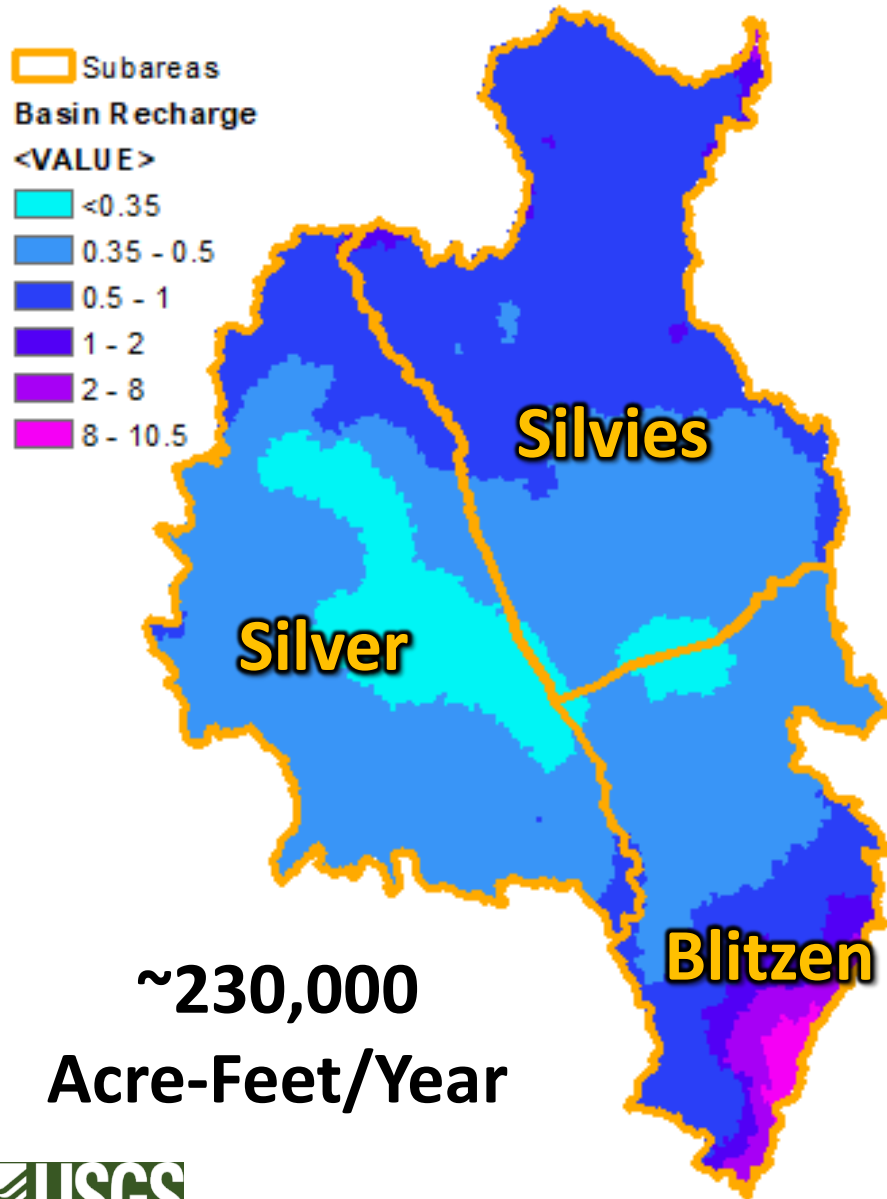 Subareas
Basin Recharge
<VALUE>
<0.35
0.35 - 0.5
0.5 - 1
1 - 2
2 - 8
8 - 10.5
Silvies
Silver
Blitzen
~230,000
Acre-Feet/Year
USGS